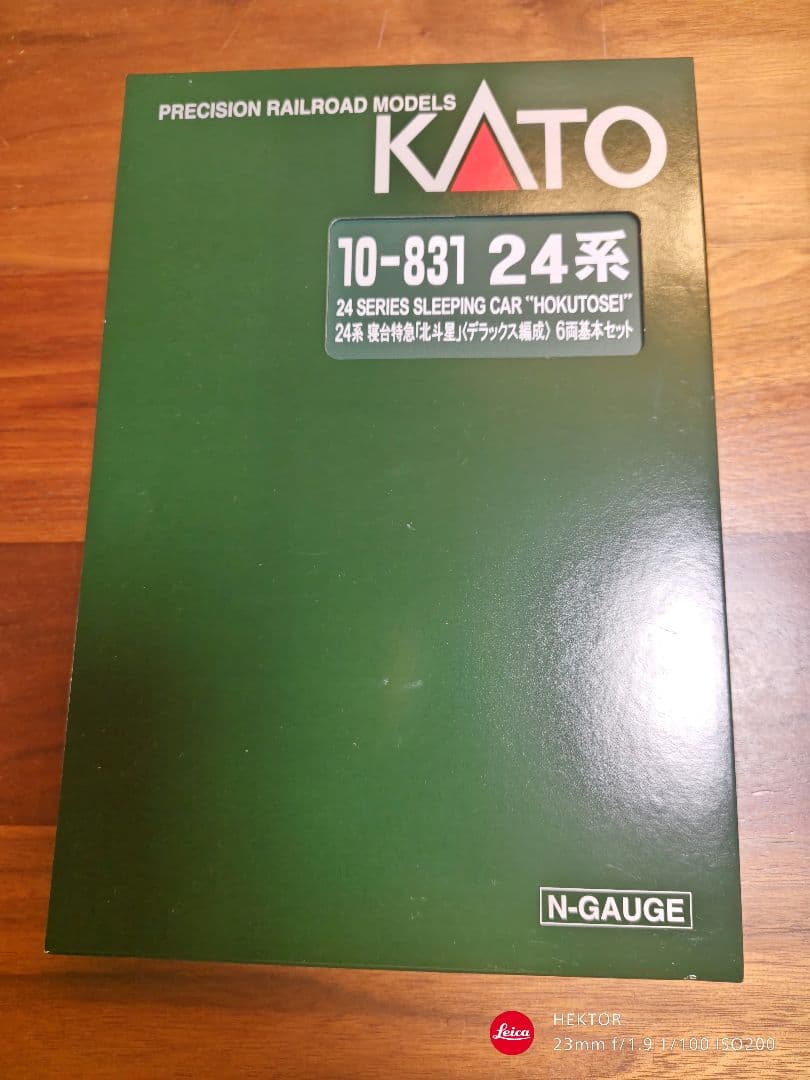 PRECISION RAILROAD MODELS
KATO
10-831 24系
24 SERIES SLEEPING CAR "HOKUTOSEI"
24系 寝台特急「北斗星」〈デラックス編成〉 6両基本セット
N-GAUGE
Leica
HEKTOR
23mm f/1.9 1/100 ISO200